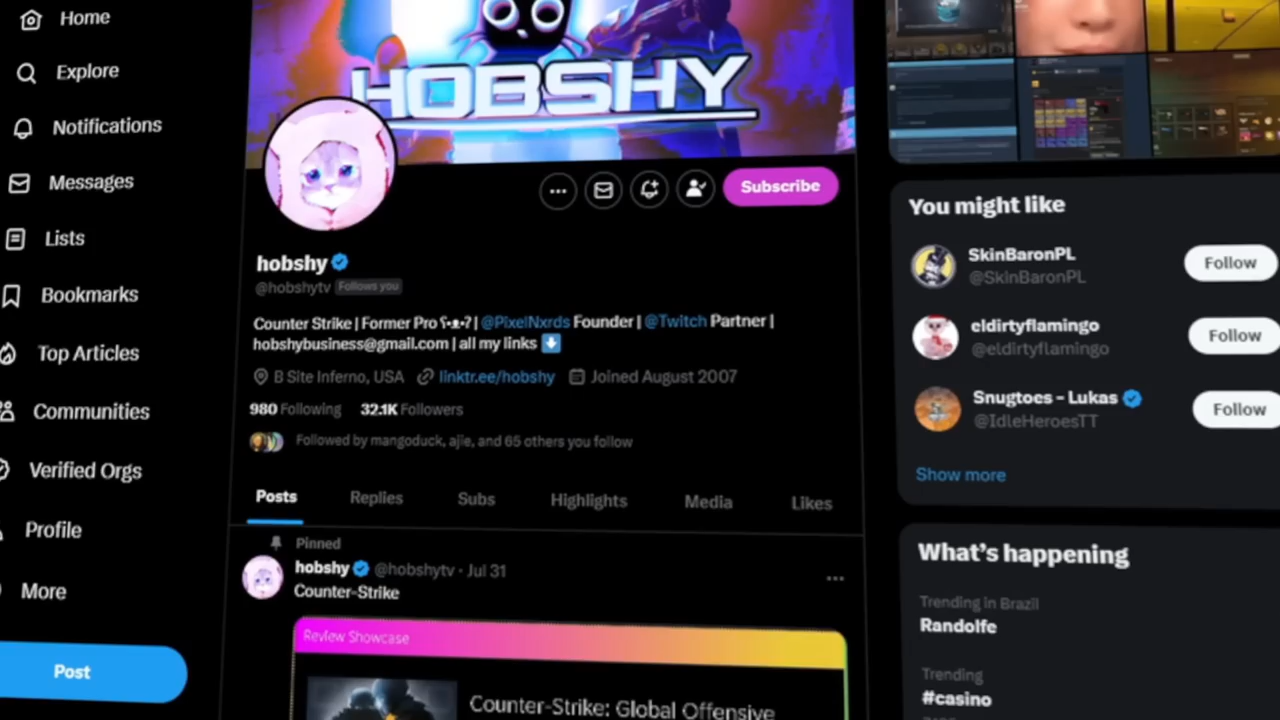 Home
Explore
Notifications
Messages
Lists
Bookmarks
Top Articles
Communities
Verified Orgs
Profile
More
Post
HOBSHY
Subscribe
hobshy
@hobshytv Follows you
Counter Strike | Former Pro ʕ•ᴥ•ʔ | @PixelNxrds Founder | @Twitch Partner |
hobshybusiness@gmail.com | all my links ⬇️
B Site Inferno, USA linktr.ee/hobshy Joined August 2007
980 Following 32.1K Followers
Followed by mangoduck, ajie, and 65 others you follow
Posts Replies Subs Highlights Media Likes
Pinned
hobshy @hobshytv · Jul 31
Counter-Strike
Review Showcase
Counter-Strike: Global Offensive
You might like
SkinBaronPL
@SkinBaronPL
Follow
eldirtyflamingo
@eldirtyflamingo
Follow
Snugtoes - Lukas
@IdleHeroesTT
Follow
Show more
What's happening
Trending in Brazil
Randolfe
Trending
#casino